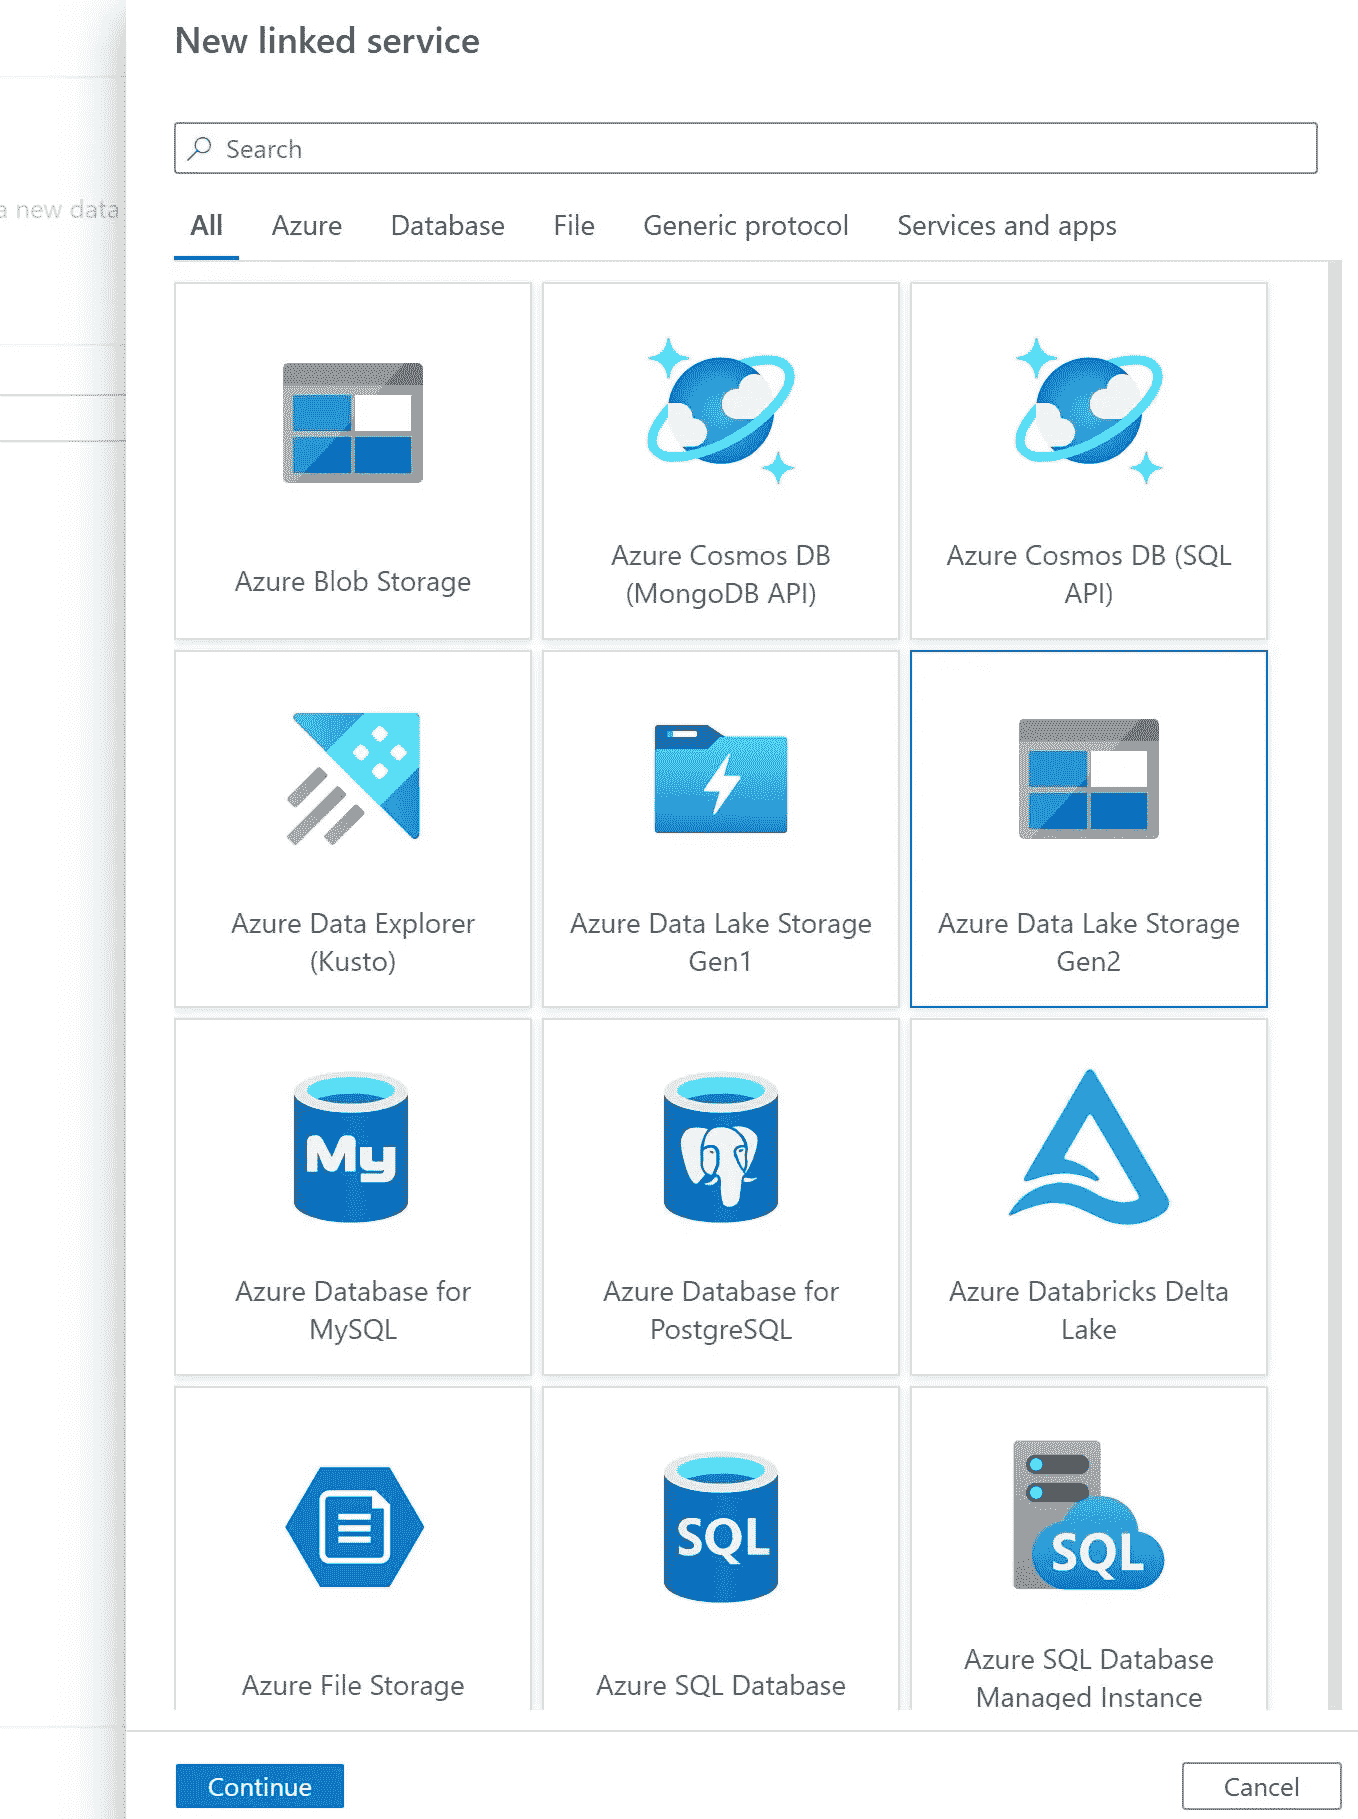 New linked service
Search
a new data
All Azure Database File Generic protocol Services and apps
Azure Blob Storage
Azure Cosmos DB
(MongoDB API)
Azure Cosmos DB (SQL
API)
Azure Data Explorer
(Kusto)
Azure Data Lake Storage
Gen1
Azure Data Lake Storage
Gen2
My
Azure Database for
MySQL
Azure Database for
PostgreSQL
Azure Databricks Delta
Lake
Azure File Storage
SQL
Azure SQL Database
SQL
Azure SQL Database
Managed Instance
Continue
Cancel